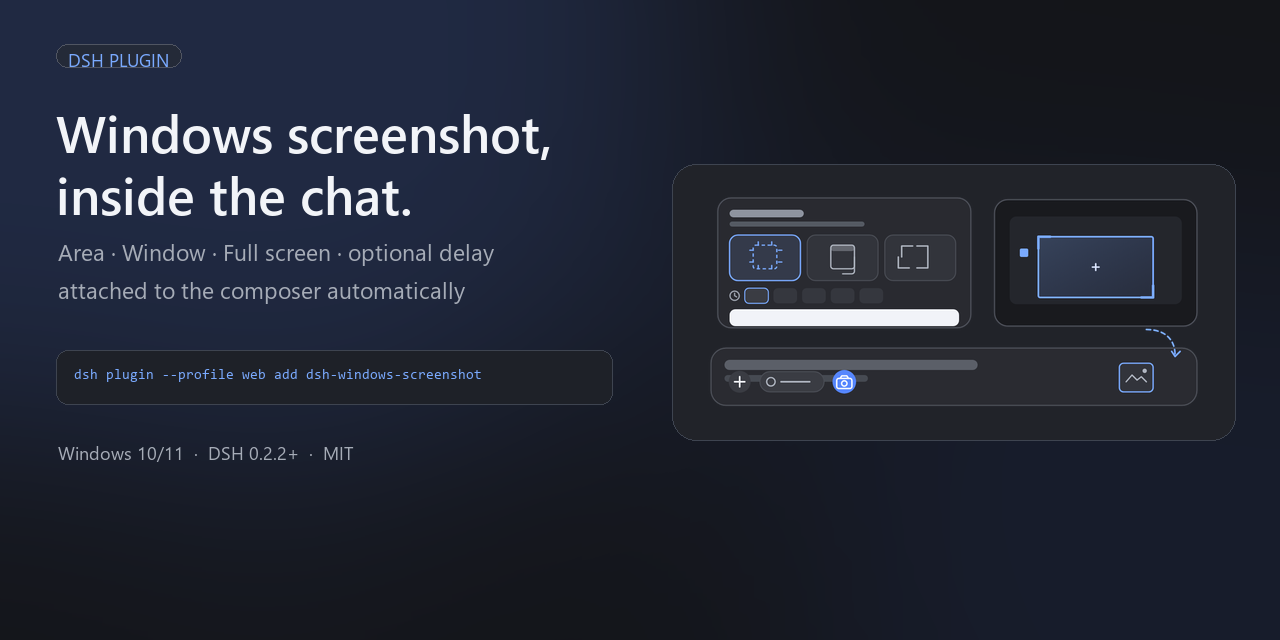 DSH PLUGIN
Windows screenshot,
inside the chat.
Area · Window · Full screen · optional delay
attached to the composer automatically
dsh plugin --profile web add dsh-windows-screenshot
Windows 10/11 · DSH 0.2.2+ · MIT